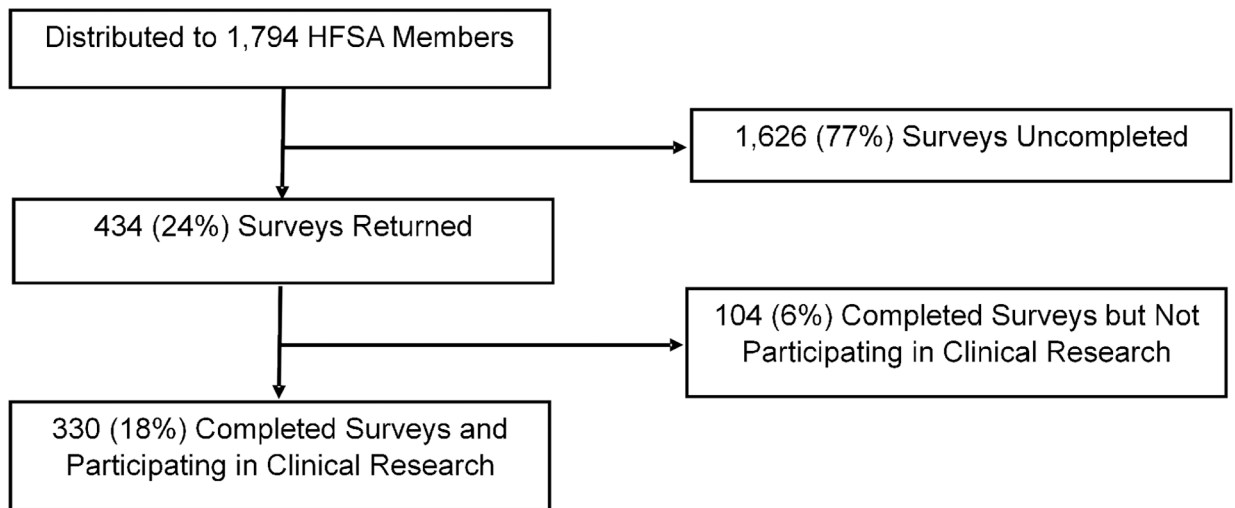 Distributed to 1,794 HFSA Members
1,626 (77%) Surveys Uncompleted
434 (24%) Surveys Returned
104 (6%) Completed Surveys but Not
Participating in Clinical Research
330 (18%) Completed Surveys and
Participating in Clinical Research